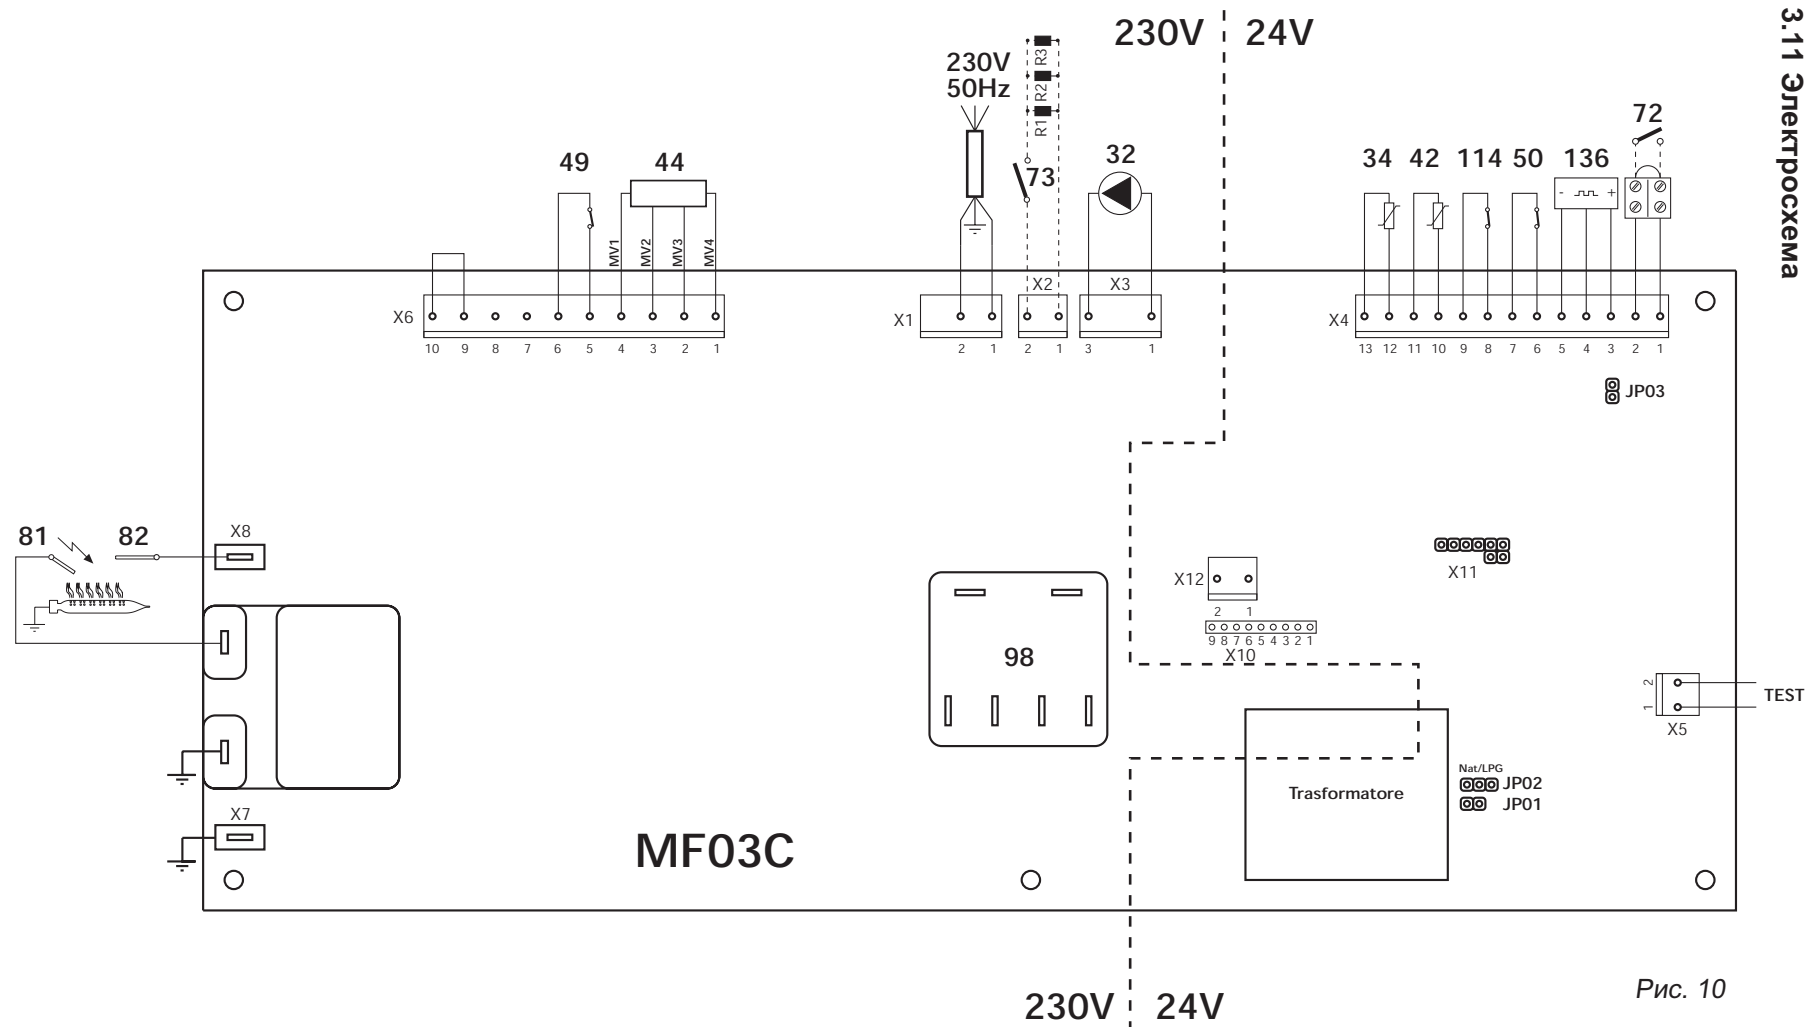 3.11 Электросхема
230V 24V
230V
50Hz
R3
R2
R1
73
32
72
49
44
34 42 114 50 136
- +
MV1 MV2 MV3 MV4
X6
10 9 8 7 6 5 4 3 2 1
X1
2 1
X2
2 1
X3
3 1
X4
13 12 11 10 9 8 7 6 5 4 3 2 1
JP03
81 82
X8
X11
X12
2 1
9 8 7 6 5 4 3 2 1
X10
98
2
1
X5
TEST
Trasformatore
Nat/LPG
JP02
JP01
X7
MF03C
230V 24V
Рис. 10